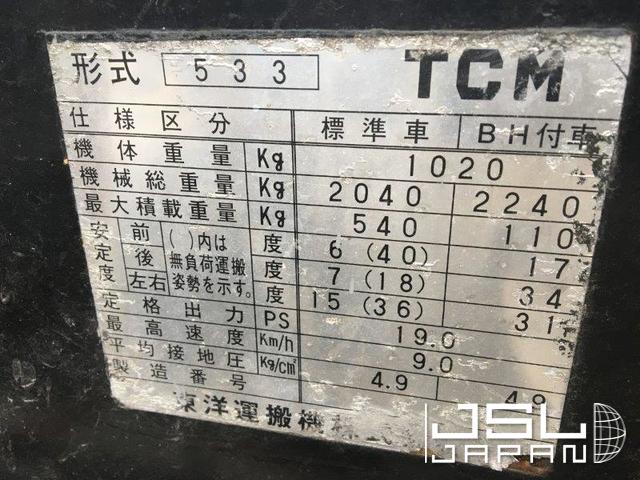 形式 533 TCM
仕様区分 標準車 BH付車
機体重量 Kg 1020
機械総重量 Kg 2040 2240
最大積載重量 Kg 540 110
安定度 前 ( )内は無負荷運搬姿勢を示す。 度 6(40) 17
後 度 7(18) 34
左右 度 15(36) 31
定格出力 PS 19.0
最高速度 Km/h 9.0
平均接地圧 Kg/cm² 4.9 4.9
製造番号
東洋運搬機
JSL JAPAN